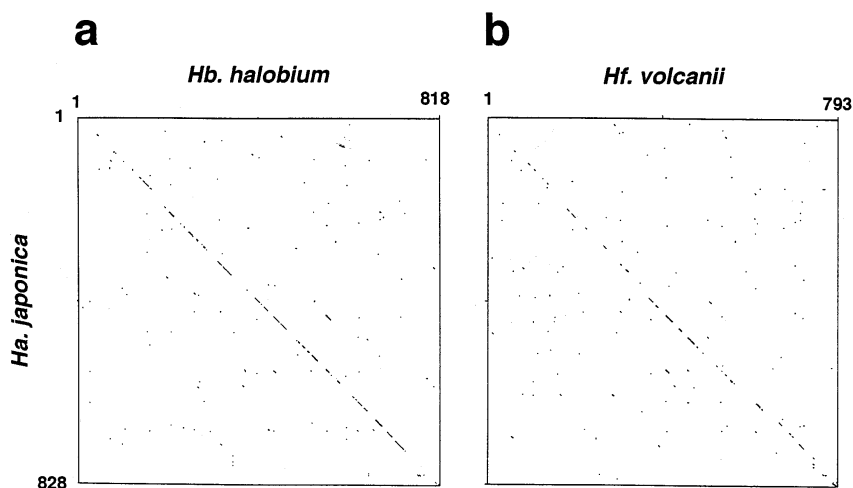 a
b
Hb. halobium
Hf. volcanii
1
818
1
793
1
Ha. japonica
828